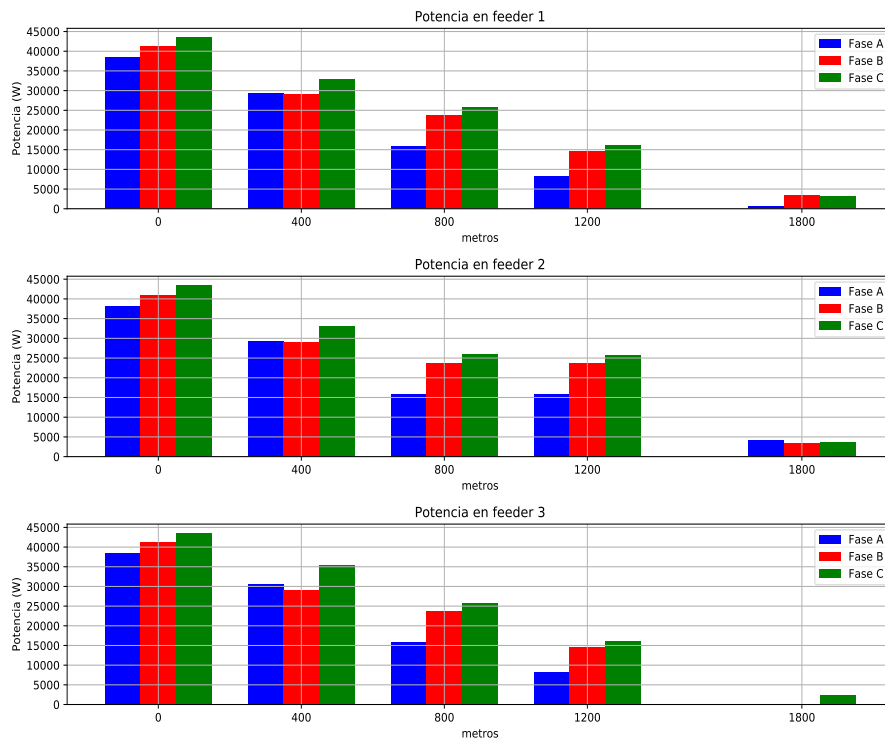 Potencia en feeder 1
45000
40000
35000
30000
25000
20000
15000
10000
5000
0
Potencia (W)
Fase A
Fase B
Fase C
0 400 800 1200 1800
metros
Potencia en feeder 2
45000
40000
35000
30000
25000
20000
15000
10000
5000
0
Potencia (W)
Fase A
Fase B
Fase C
0 400 800 1200 1800
metros
Potencia en feeder 3
45000
40000
35000
30000
25000
20000
15000
10000
5000
0
Potencia (W)
Fase A
Fase B
Fase C
0 400 800 1200 1800
metros